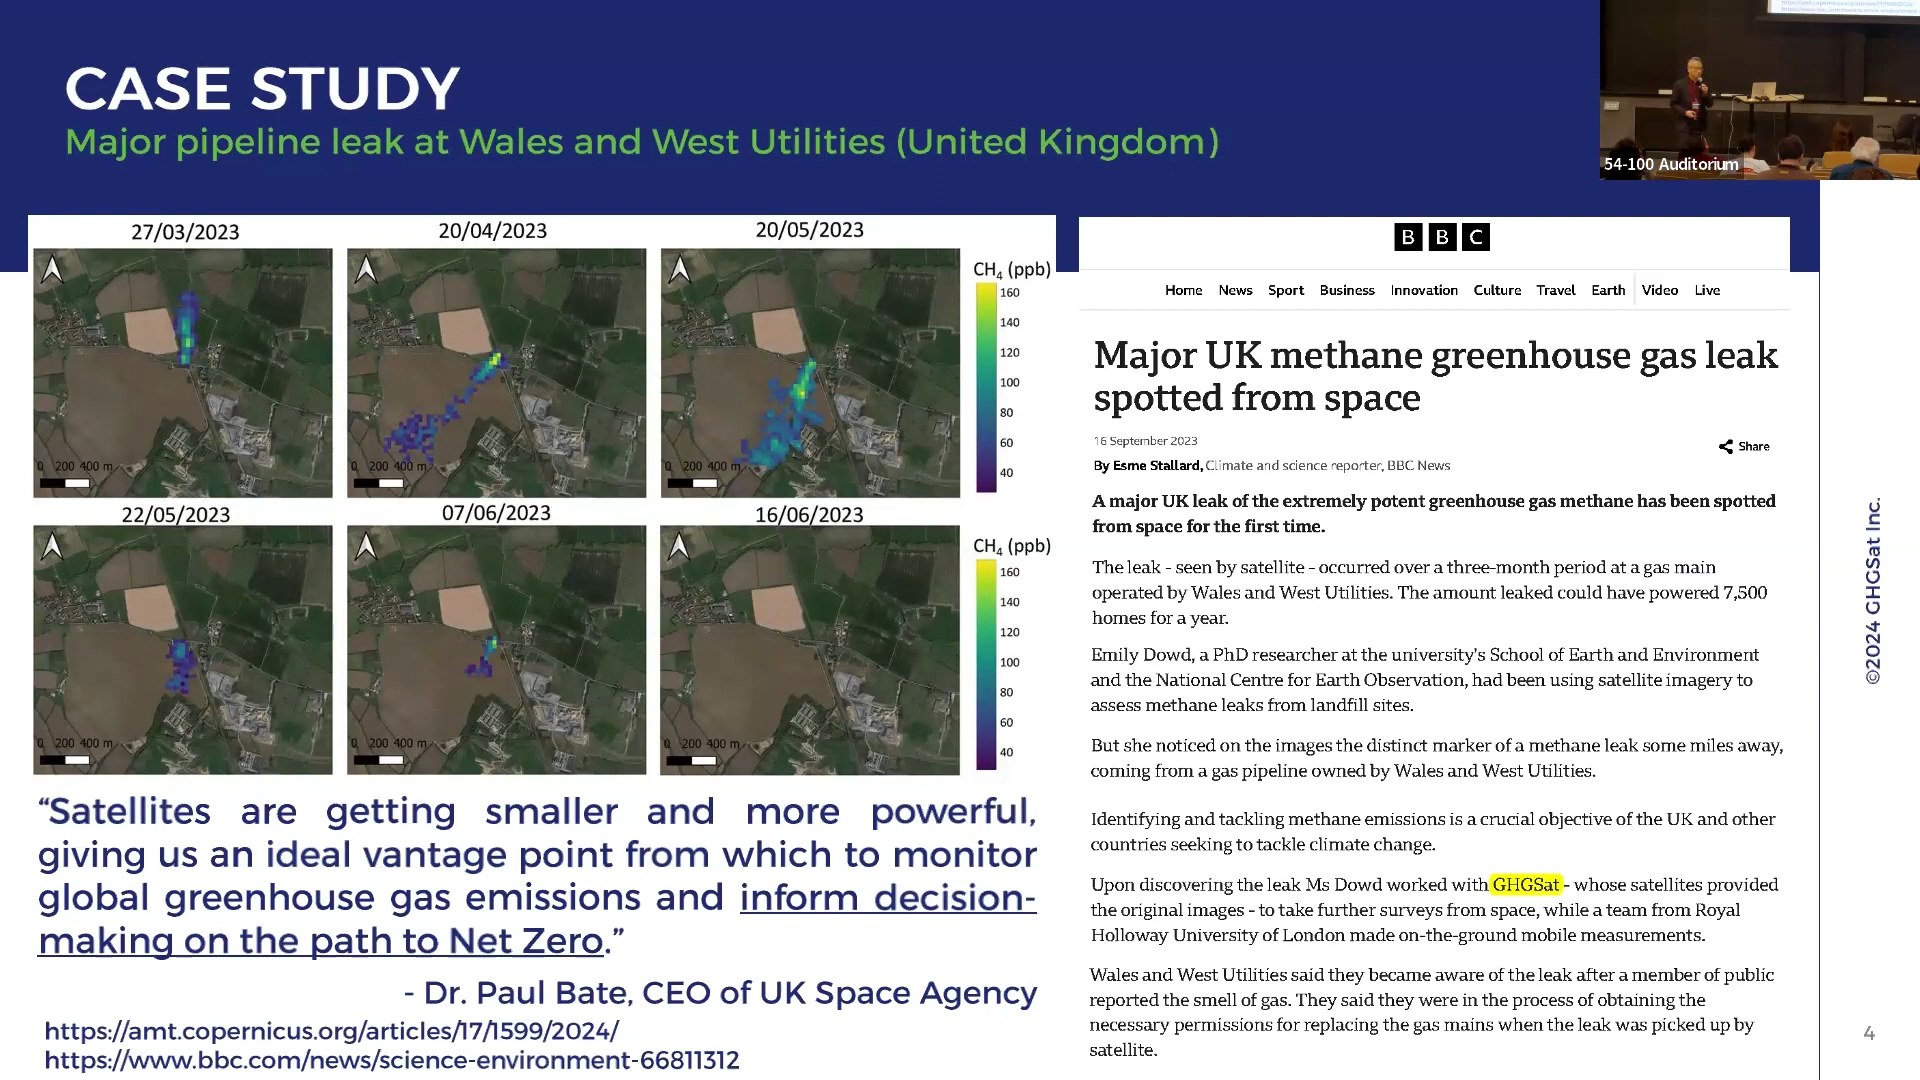 CASE STUDY
Major pipeline leak at Wales and West Utilities (United Kingdom)
54-100 Auditorium
27/03/2023
20/04/2023
20/05/2023
CH₄ (ppb)
160
140
120
100
80
60
40
0 200 400 m
0 200 400 m
0 200 400 m
22/05/2023
07/06/2023
16/06/2023
CH₄ (ppb)
160
140
120
100
80
60
40
0 200 400 m
0 200 400 m
0 200 400 m
“Satellites are getting smaller and more powerful,
giving us an ideal vantage point from which to monitor
global greenhouse gas emissions and inform decision-
making on the path to Net Zero.”
- Dr. Paul Bate, CEO of UK Space Agency
https://amt.copernicus.org/articles/17/1599/2024/
https://www.bbc.com/news/science-environment-66811312
BBC
Home News Sport Business Innovation Culture Travel Earth Video Live
Major UK methane greenhouse gas leak
spotted from space
16 September 2023
Share
By Esme Stallard, Climate and science reporter, BBC News
A major UK leak of the extremely potent greenhouse gas methane has been spotted
from space for the first time.
The leak - seen by satellite - occurred over a three-month period at a gas main
operated by Wales and West Utilities. The amount leaked could have powered 7,500
homes for a year.
Emily Dowd, a PhD researcher at the university's School of Earth and Environment
and the National Centre for Earth Observation, had been using satellite imagery to
assess methane leaks from landfill sites.
But she noticed on the images the distinct marker of a methane leak some miles away,
coming from a gas pipeline owned by Wales and West Utilities.
Identifying and tackling methane emissions is a crucial objective of the UK and other
countries seeking to tackle climate change.
Upon discovering the leak Ms Dowd worked with GHGSat - whose satellites provided
the original images - to take further surveys from space, while a team from Royal
Holloway University of London made on-the-ground mobile measurements.
Wales and West Utilities said they became aware of the leak after a member of public
reported the smell of gas. They said they were in the process of obtaining the
necessary permissions for replacing the gas mains when the leak was picked up by
satellite.
©2024 GHGSat Inc.
4